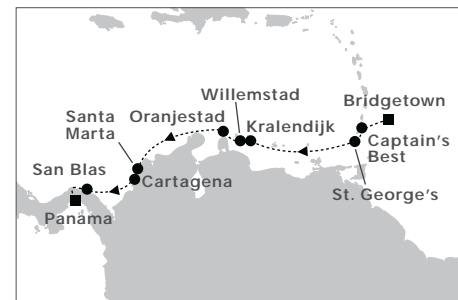 Willemstad
Bridgetown
Santa
Marta
Oranjestad
Kralendijk
Captain's
Best
San Blas
Cartagena
St. George's
Panama